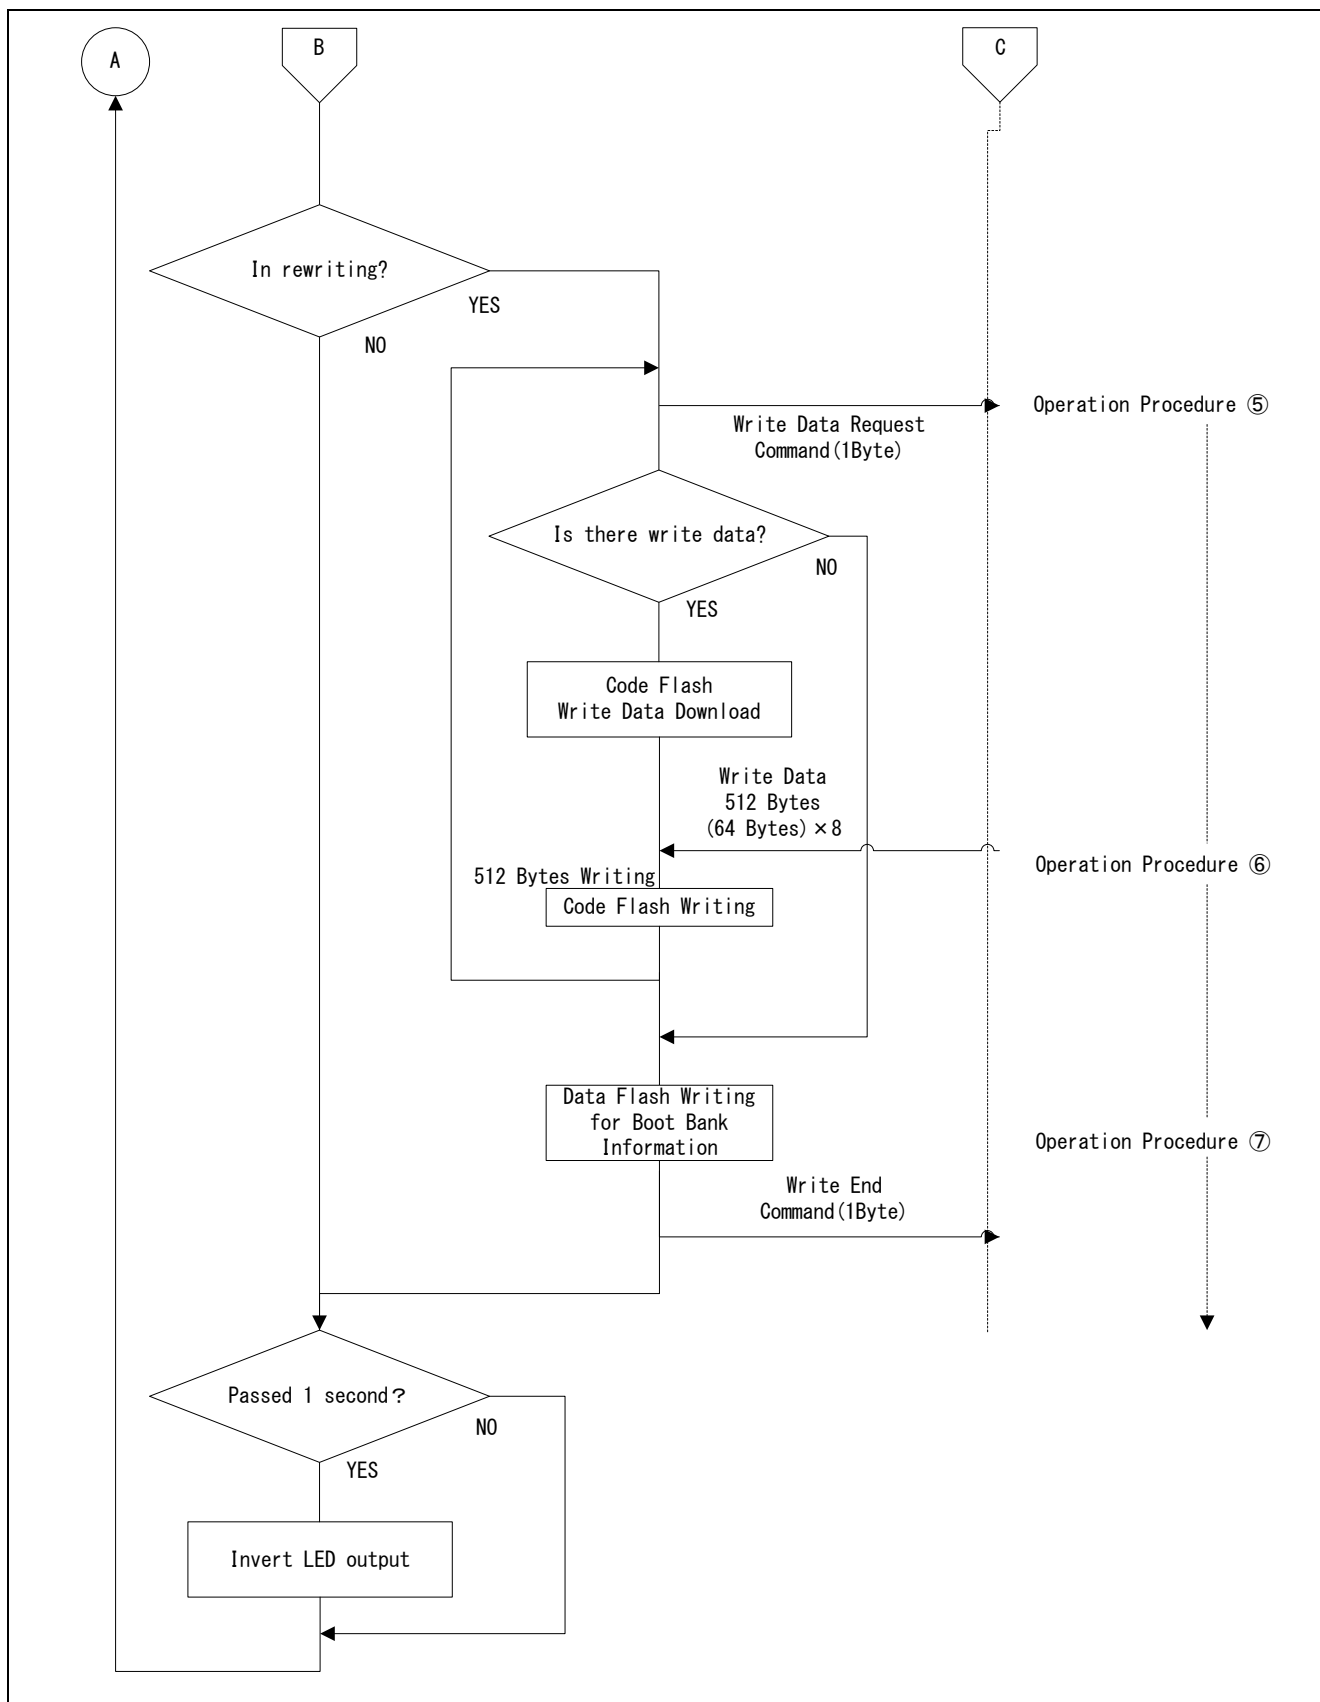 A
B
C
In rewriting?
YES
NO
Operation Procedure ⑤
Write Data Request
Command(1Byte)
Is there write data?
NO
YES
Code Flash
Write Data Download
Write Data
512 Bytes
(64 Bytes)×8
Operation Procedure ⑥
512 Bytes Writing
Code Flash Writing
Data Flash Writing
for Boot Bank
Information
Operation Procedure ⑦
Write End
Command(1Byte)
Passed 1 second?
NO
YES
Invert LED output